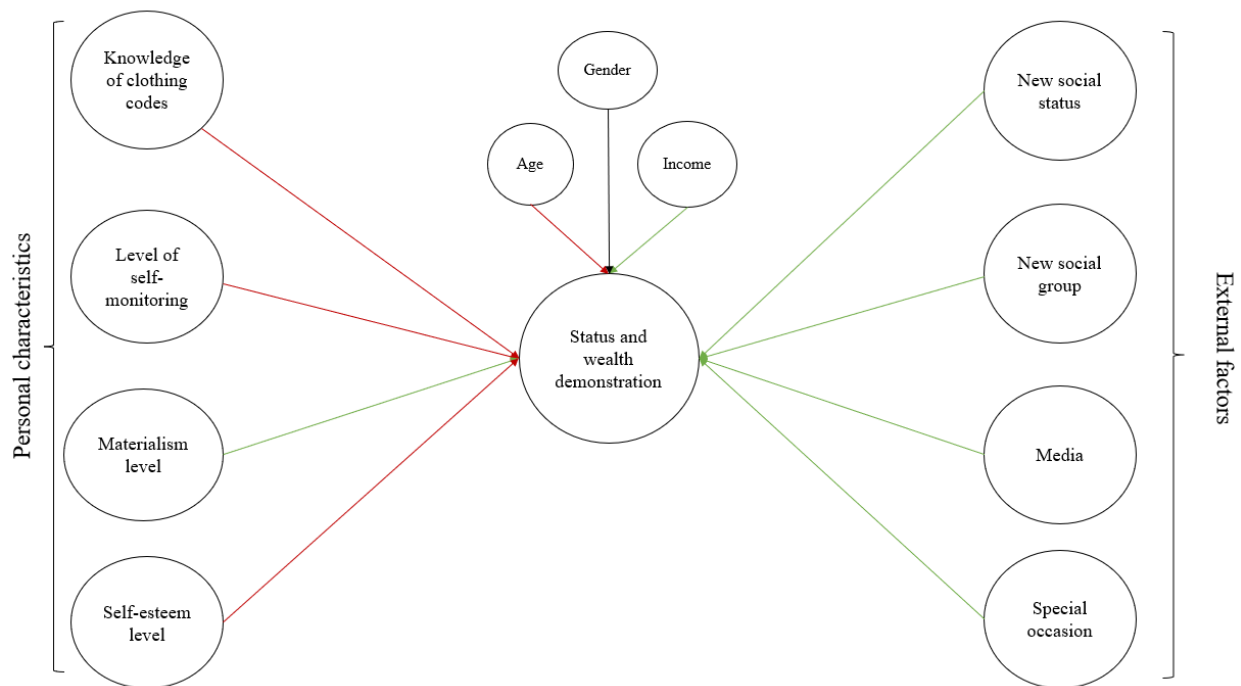 Personal characteristics
Knowledge
of clothing
codes
Level of
self-
monitoring
Materialism
level
Self-esteem
level
Gender
Age
Income
Status and
wealth
demonstration
New social
status
New social
group
Media
Special
occasion
External factors